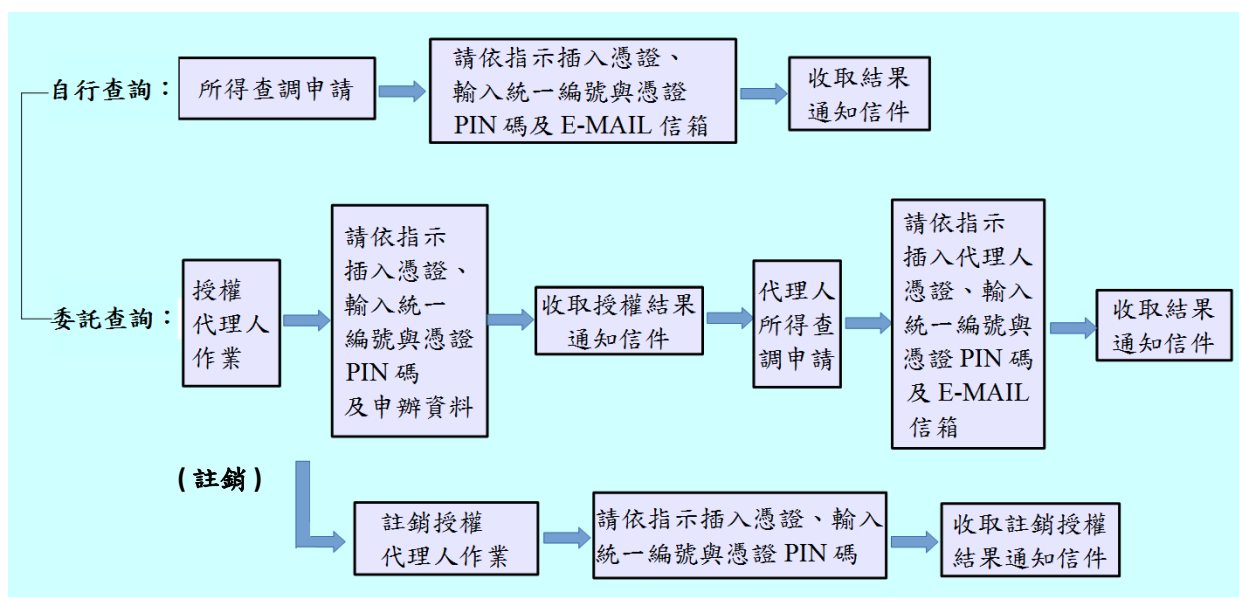 自行查詢：
所得查調申請
請依指示插入憑證、
輸入統一編號與憑證
PIN 碼及 E-MAIL 信箱
收取結果
通知信件
委託查詢：
授權
代理人
作業
請依指示
插入憑證、
輸入統一
編號與憑證
PIN 碼
及申辦資料
收取授權結果
通知信件
代理人
所得查
調申請
請依指示
插入代理人
憑證、輸入
統一編號與
憑證 PIN 碼
及 E-MAIL
信箱
收取結果
通知信件
(註銷)
註銷授權
代理人作業
請依指示插入憑證、輸入
統一編號與憑證 PIN 碼
收取註銷授權
結果通知信件